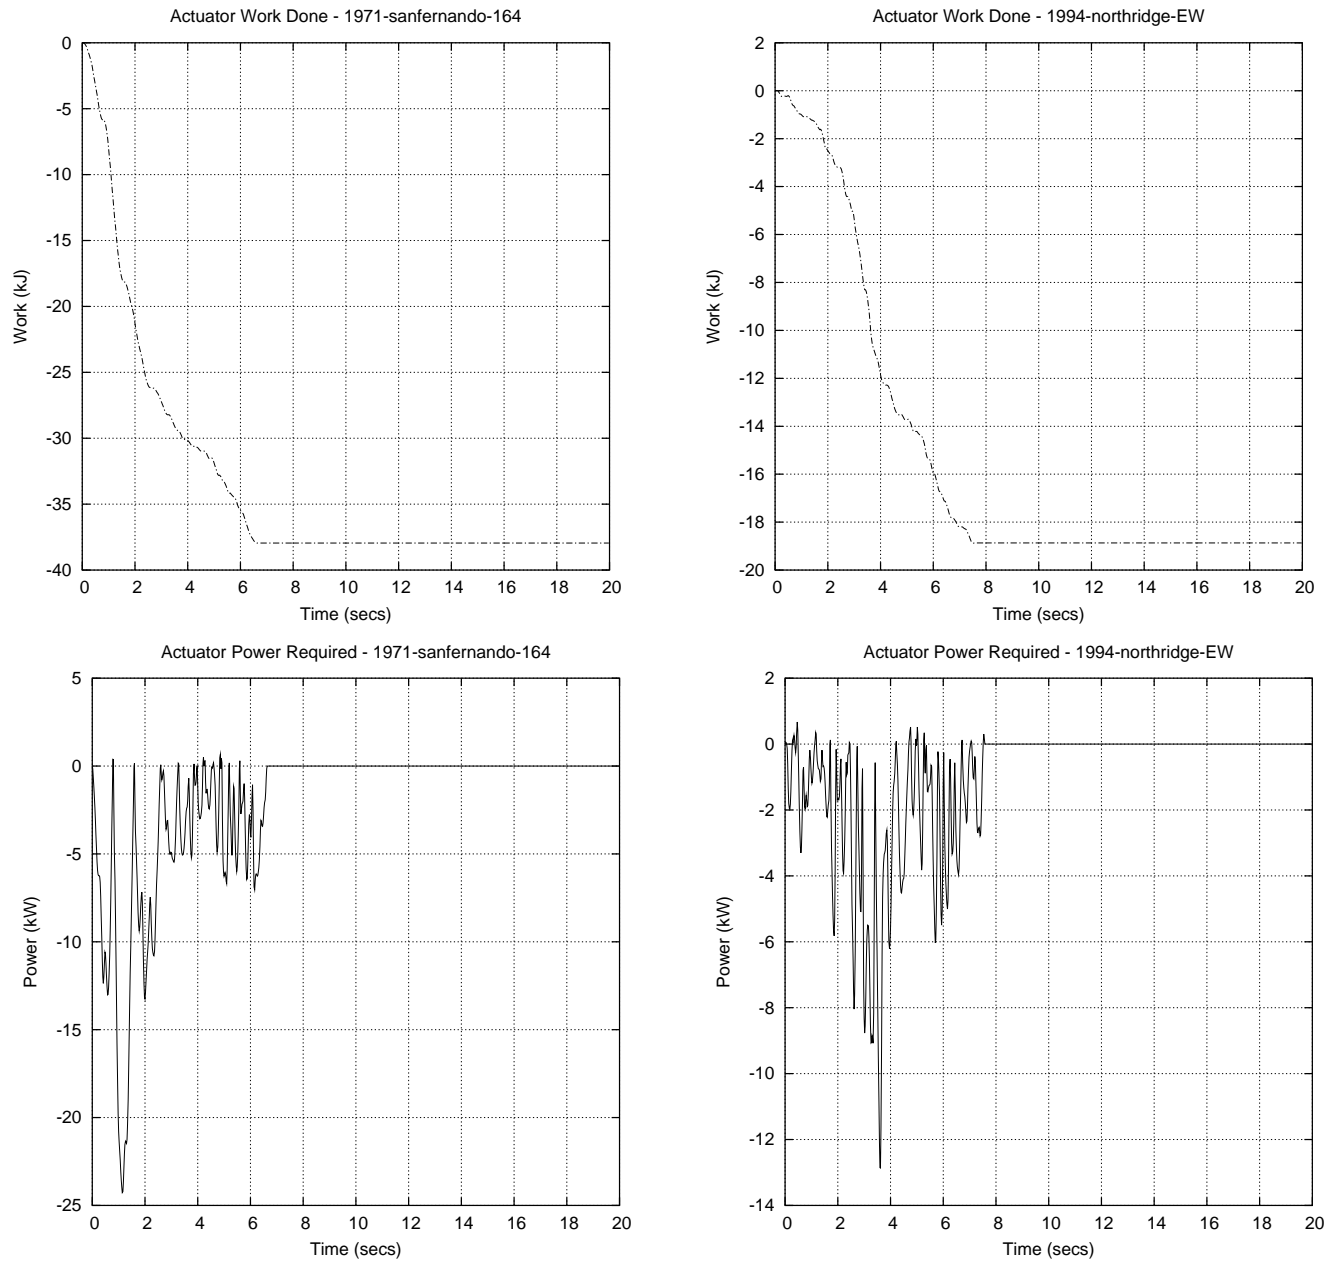 Actuator Work Done - 1971-sanfernando-164
0
-5
-10
-15
-20
-25
-30
-35
-40
Work (kJ)
0 2 4 6 8 10 12 14 16 18 20
Time (secs)
Actuator Work Done - 1994-northridge-EW
2
0
-2
-4
-6
-8
-10
-12
-14
-16
-18
-20
Work (kJ)
0 2 4 6 8 10 12 14 16 18 20
Time (secs)
Actuator Power Required - 1971-sanfernando-164
5
0
-5
-10
-15
-20
-25
Power (kW)
0 2 4 6 8 10 12 14 16 18 20
Time (secs)
Actuator Power Required - 1994-northridge-EW
2
0
-2
-4
-6
-8
-10
-12
-14
Power (kW)
0 2 4 6 8 10 12 14 16 18 20
Time (secs)